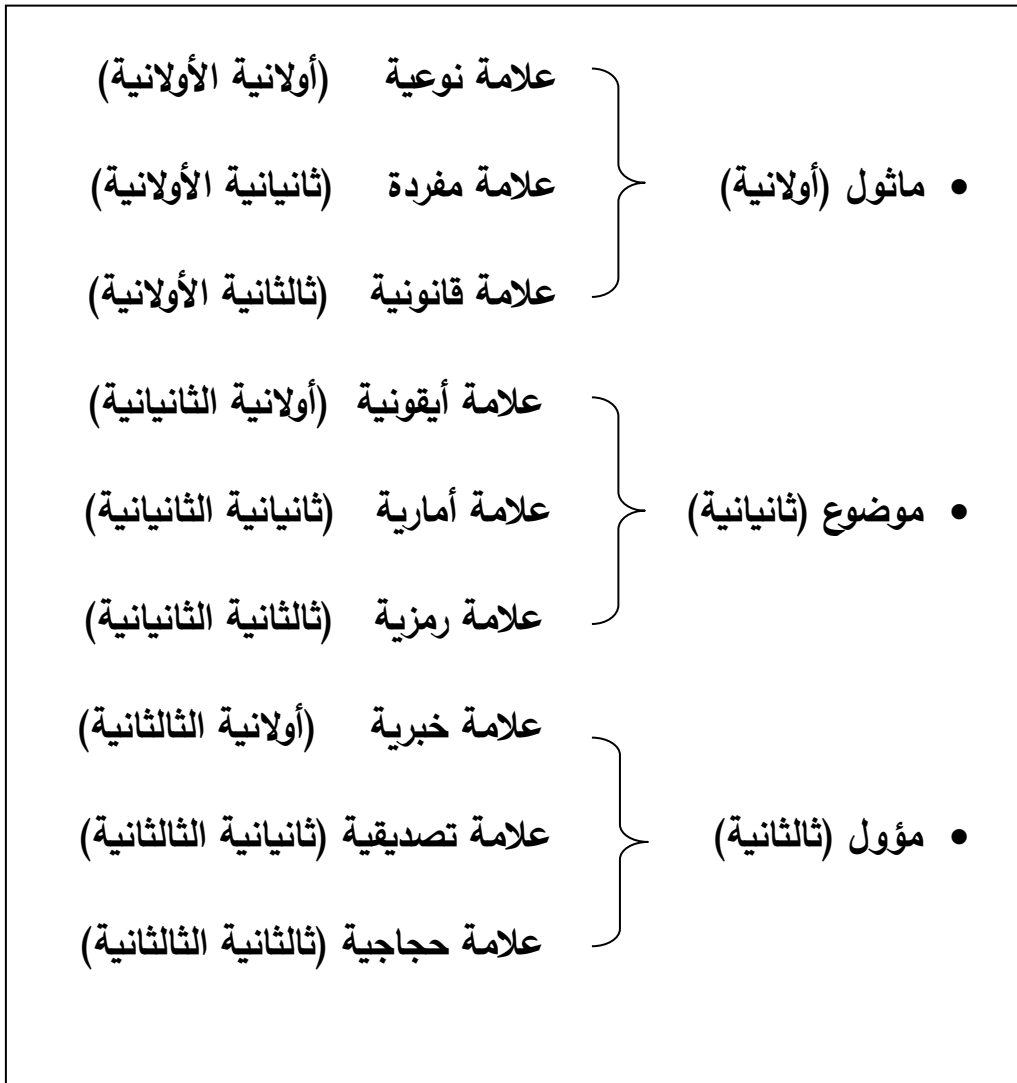 علامة نوعية (أولانية الأولانية)
• ماثول (أولانية) علامة مفردة (ثانيانية الأولانية)
علامة قانونية (ثالثانية الأولانية)
علامة أيقونية (أولانية الثانيانية)
• موضوع (ثانيانية) علامة أمارية (ثانيانية الثانيانية)
علامة رمزية (ثالثانية الثانيانية)
علامة خبرية (أولانية الثالثانية)
• مؤول (ثالثانية) علامة تصديقية (ثانيانية الثالثانية)
علامة حجاجية (ثالثانية الثالثانية)